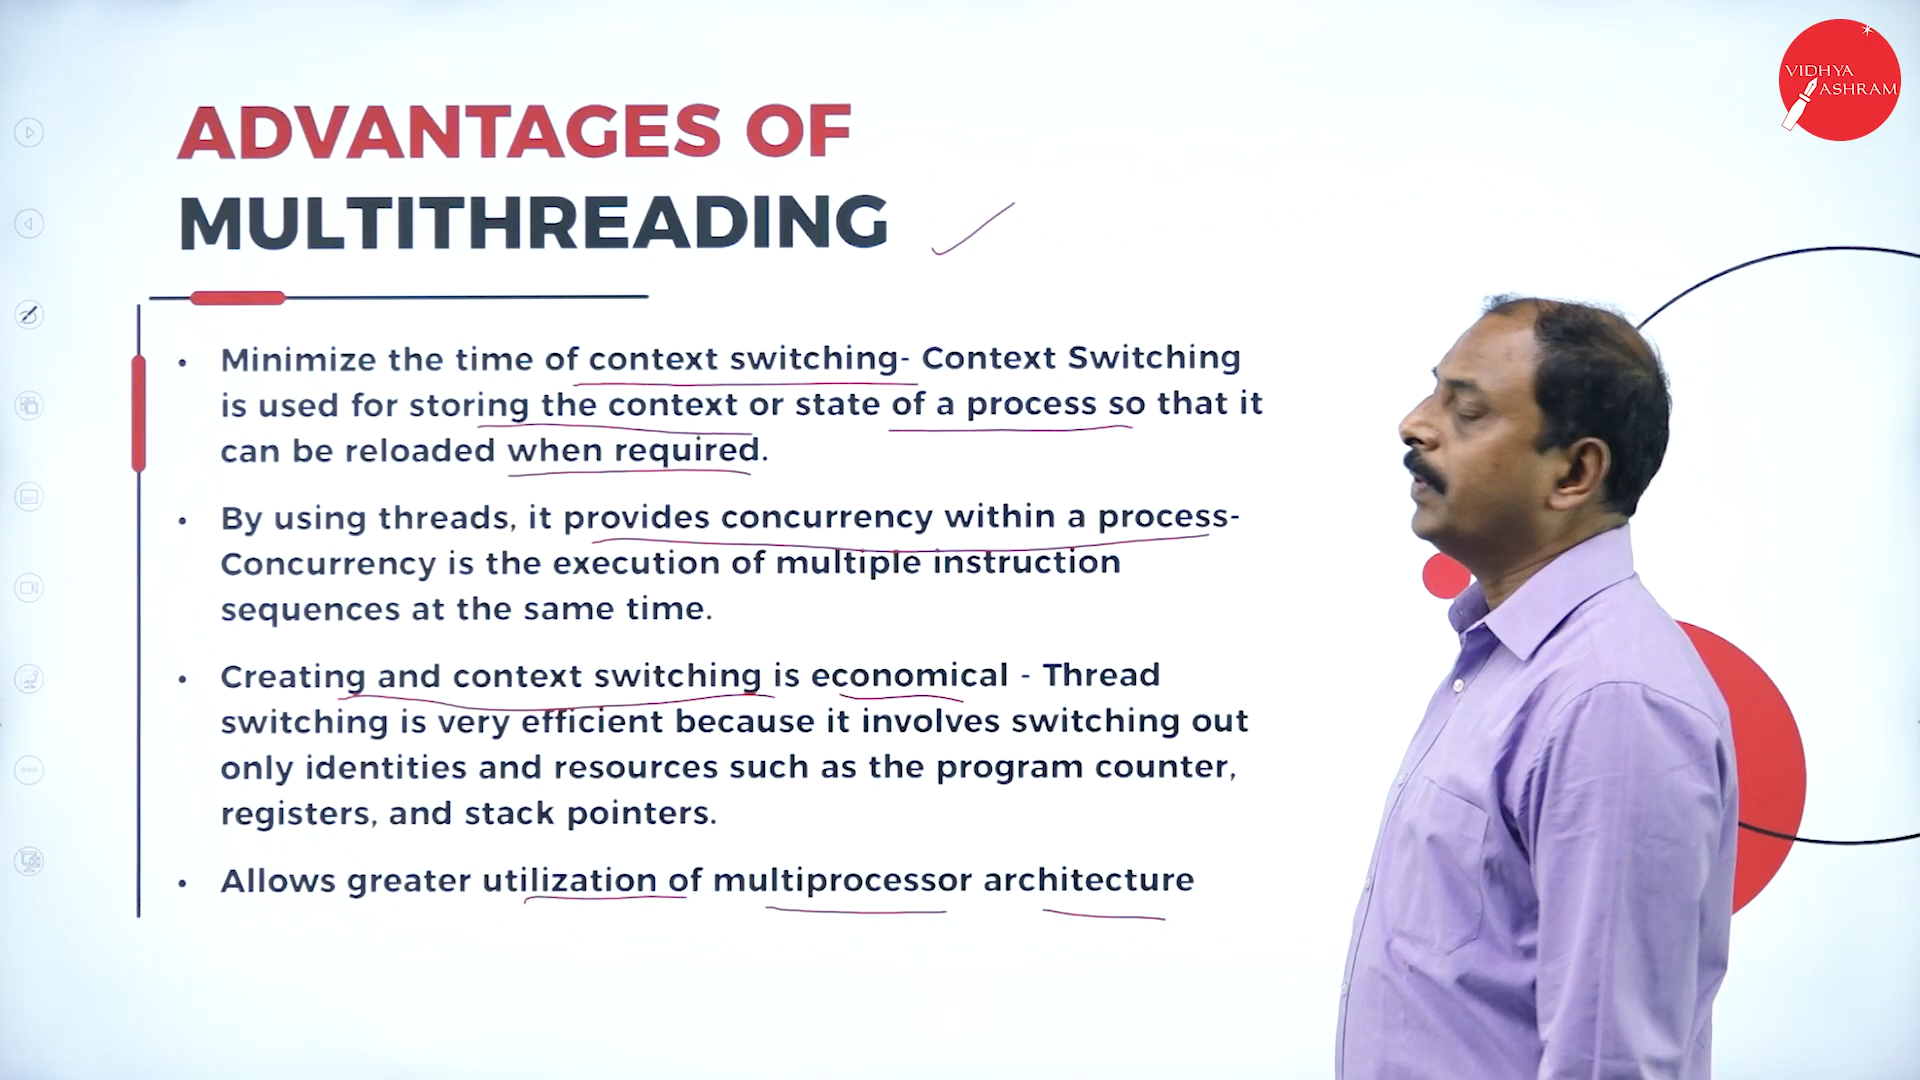 VIDHYA
ASHRAM
ADVANTAGES OF
MULTITHREADING
• Minimize the time of context switching- Context Switching
is used for storing the context or state of a process so that it
can be reloaded when required.
• By using threads, it provides concurrency within a process-
Concurrency is the execution of multiple instruction
sequences at the same time.
• Creating and context switching is economical - Thread
switching is very efficient because it involves switching out
only identities and resources such as the program counter,
registers, and stack pointers.
• Allows greater utilization of multiprocessor architecture